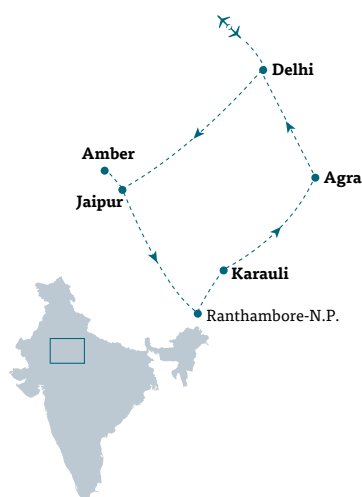 Delhi
Amber
Jaipur
Agra
Karauli
Ranthambore-N.P.